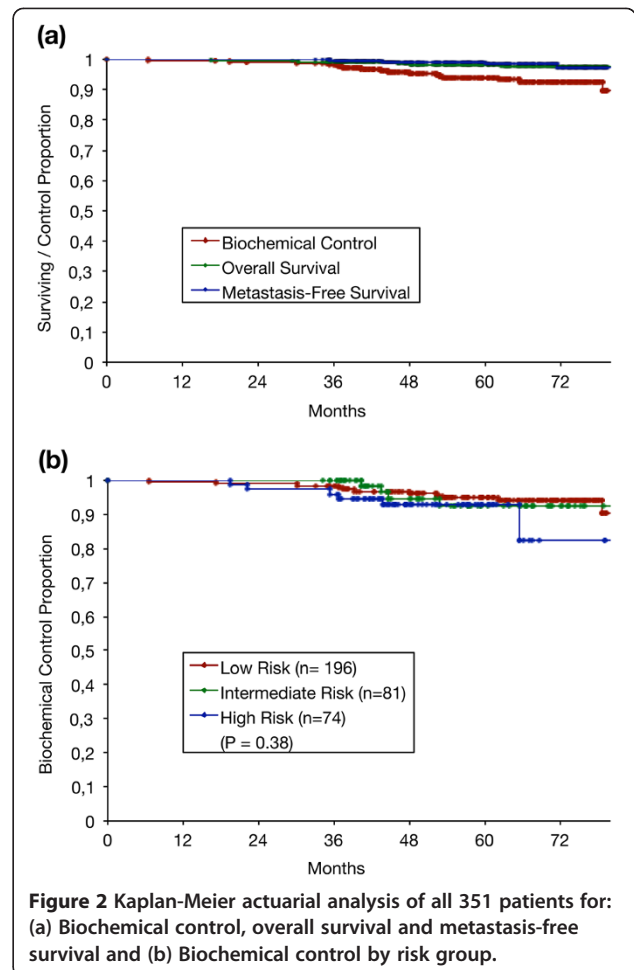 (a)
1
0,9
0,8
0,7
0,6
0,5
0,4
0,3
0,2
0,1
0
Surviving / Control Proportion
Biochemical Control
Overall Survival
Metastasis-Free Survival
0 12 24 36 48 60 72
Months
(b)
1
0,9
0,8
0,7
0,6
0,5
0,4
0,3
0,2
0,1
0
Biochemical Control Proportion
Low Risk (n= 196)
Intermediate Risk (n=81)
High Risk (n=74)
(P = 0.38)
0 12 24 36 48 60 72
Months
Figure 2 Kaplan-Meier actuarial analysis of all 351 patients for:
(a) Biochemical control, overall survival and metastasis-free
survival and (b) Biochemical control by risk group.